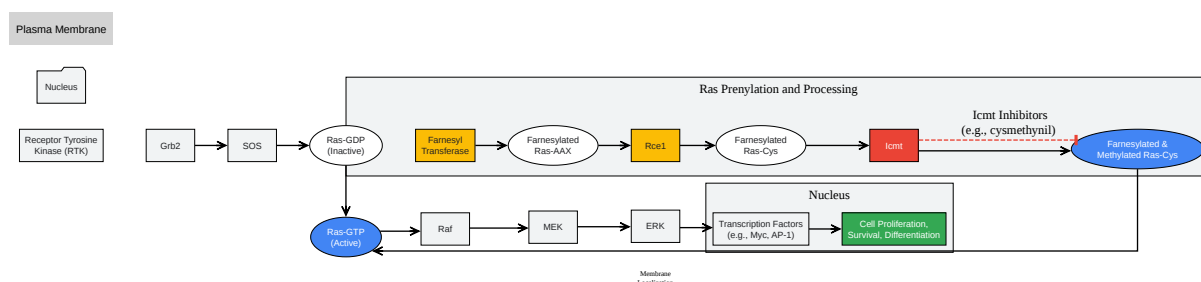 Plasma Membrane
Nucleus
Receptor Tyrosine
Kinase (RTK)
Grb2
SOS
Ras-GDP
(Inactive)
Ras Prenylation and Processing
Farnesyl
Transferase
Farnesylated
Ras-AAX
Rce1
Farnesylated
Ras-Cys
Icmt
Icmt Inhibitors
(e.g., cysmethynil)
Farnesylated &
Methylated Ras-Cys
Ras-GTP
(Active)
Raf
MEK
ERK
Nucleus
Transcription Factors
(e.g., Myc, AP-1)
Cell Proliferation,
Survival, Differentiation
Membrane